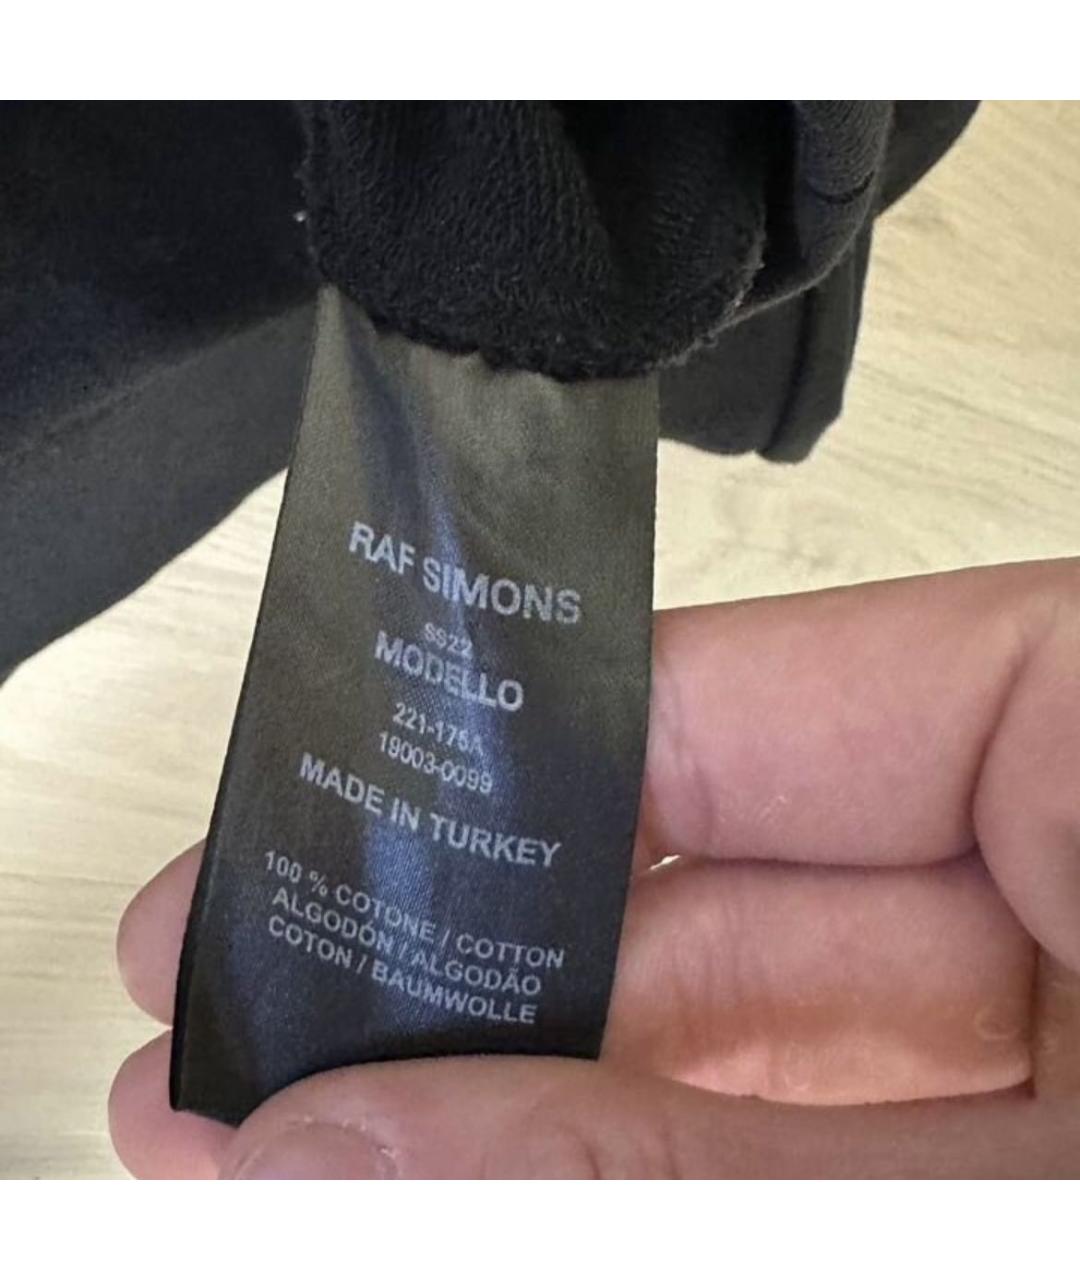 RAF SIMONS
SS22
MODELLO
221-175A
19003-0099
MADE IN TURKEY
100 % COTONE / COTTON
ALGODÓN / ALGODÃO
COTON / BAUMWOLLE